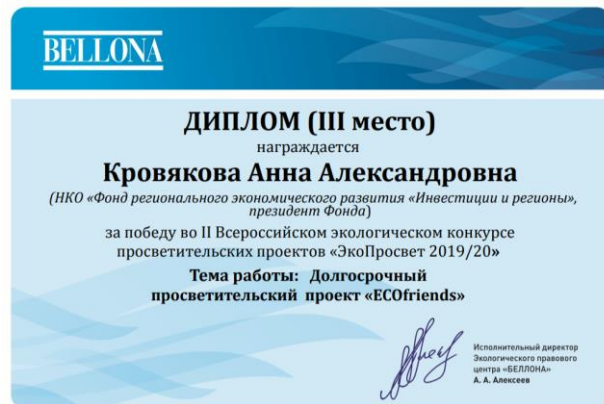 BELLONA
ДИПЛОМ (III место)
награждается
Кровякова Анна Александровна
(НКО «Фонд регионального экономического развития «Инвестиции и регионы»,
президент Фонда)
за победу во II Всероссийском экологическом конкурсе
просветительских проектов «ЭкоПросвет 2019/20»
Тема работы: Долгосрочный
просветительский проект «ECOfriends»
Исполнительный директор
Экологического правового
центра «БЕЛЛОНА»
А. А. Алексеев